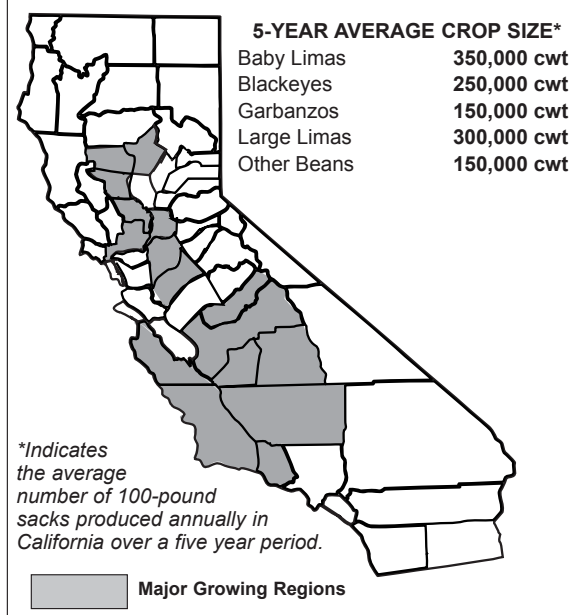 5-YEAR AVERAGE CROP SIZE*
Baby Limas 350,000 cwt
Blackeyes 250,000 cwt
Garbanzos 150,000 cwt
Large Limas 300,000 cwt
Other Beans 150,000 cwt
*Indicates
the average
number of 100-pound
sacks produced annually in
California over a five year period.
Major Growing Regions